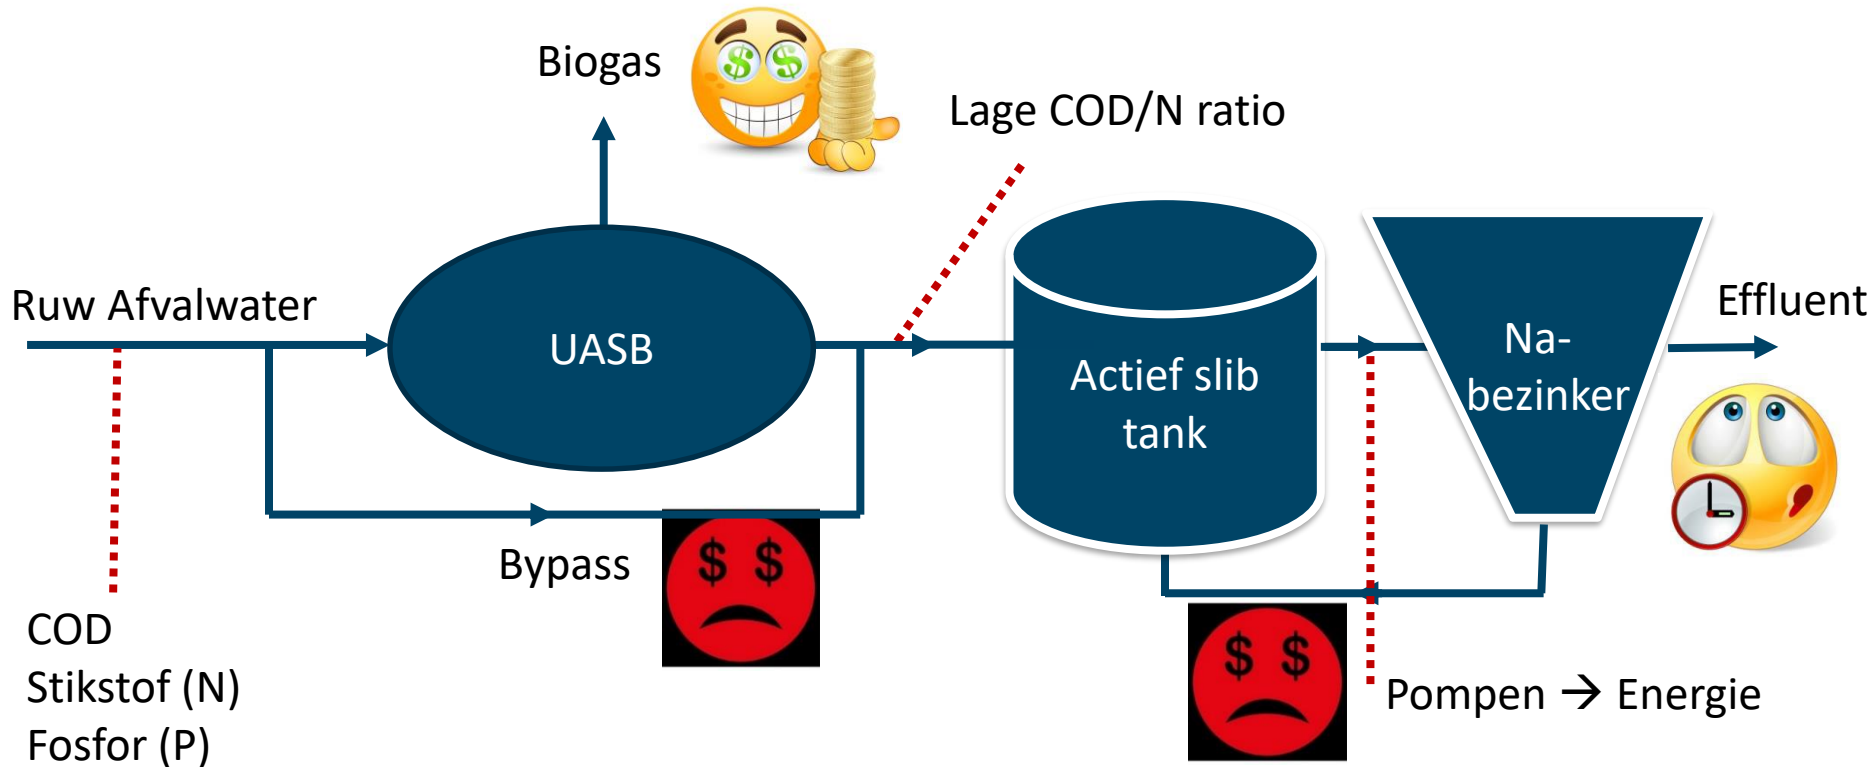 Biogas
Lage COD/N ratio
Ruw Afvalwater
UASB
Actief slib
tank
Na-
bezinker
Effluent
Bypass
COD
Stikstof (N)
Fosfor (P)
Pompen → Energie
$ $
$ $
$ $